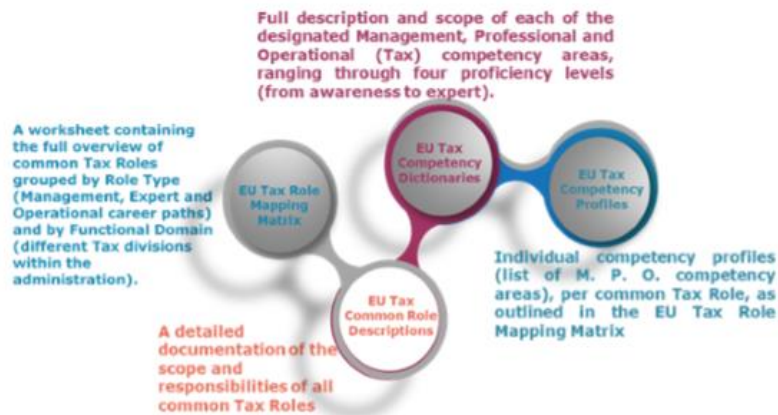 Full description and scope of each of the
designated Management, Professional and
Operational (Tax) competency areas,
ranging through four proficiency levels
(from awareness to expert).
A worksheet containing
the full overview of
common Tax Roles
grouped by Role Type
(Management, Expert and
Operational career paths)
and by Functional Domain
(different Tax divisions
within the
administration).
EU Tax Role
Mapping
Matrix
EU Tax
Competency
Dictionaries
EU Tax
Competency
Profiles
EU Tax
Common Role
Descriptions
Individual competency profiles
(list of M. P. O. competency
areas), per common Tax Role, as
outlined in the EU Tax Role
Mapping Matrix
A detailed
documentation of the
scope and
responsibilities of all
common Tax Roles